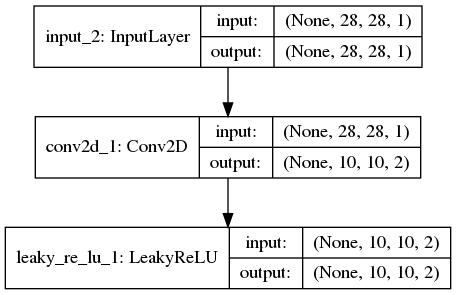 input_2: InputLayer
input: (None, 28, 28, 1)
output: (None, 28, 28, 1)
conv2d_1: Conv2D
input: (None, 28, 28, 1)
output: (None, 10, 10, 2)
leaky_re_lu_1: LeakyReLU
input: (None, 10, 10, 2)
output: (None, 10, 10, 2)